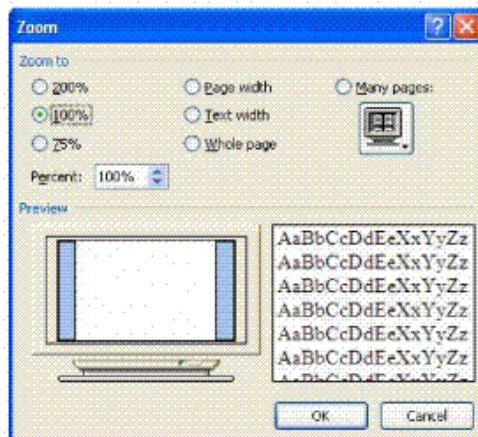 Zoom
Zoom to
200% Page width Many pages:
100% Text width
75% Whole page
Percent: 100%
Preview
AaBbCcDdEeXxYyZz
AaBbCcDdEeXxYyZz
AaBbCcDdEeXxYyZz
AaBbCcDdEeXxYyZz
AaBbCcDdEeXxYyZz
AaBbCcDdEeXxYyZz
AaBbCcDdEeXxYyZz
OK Cancel